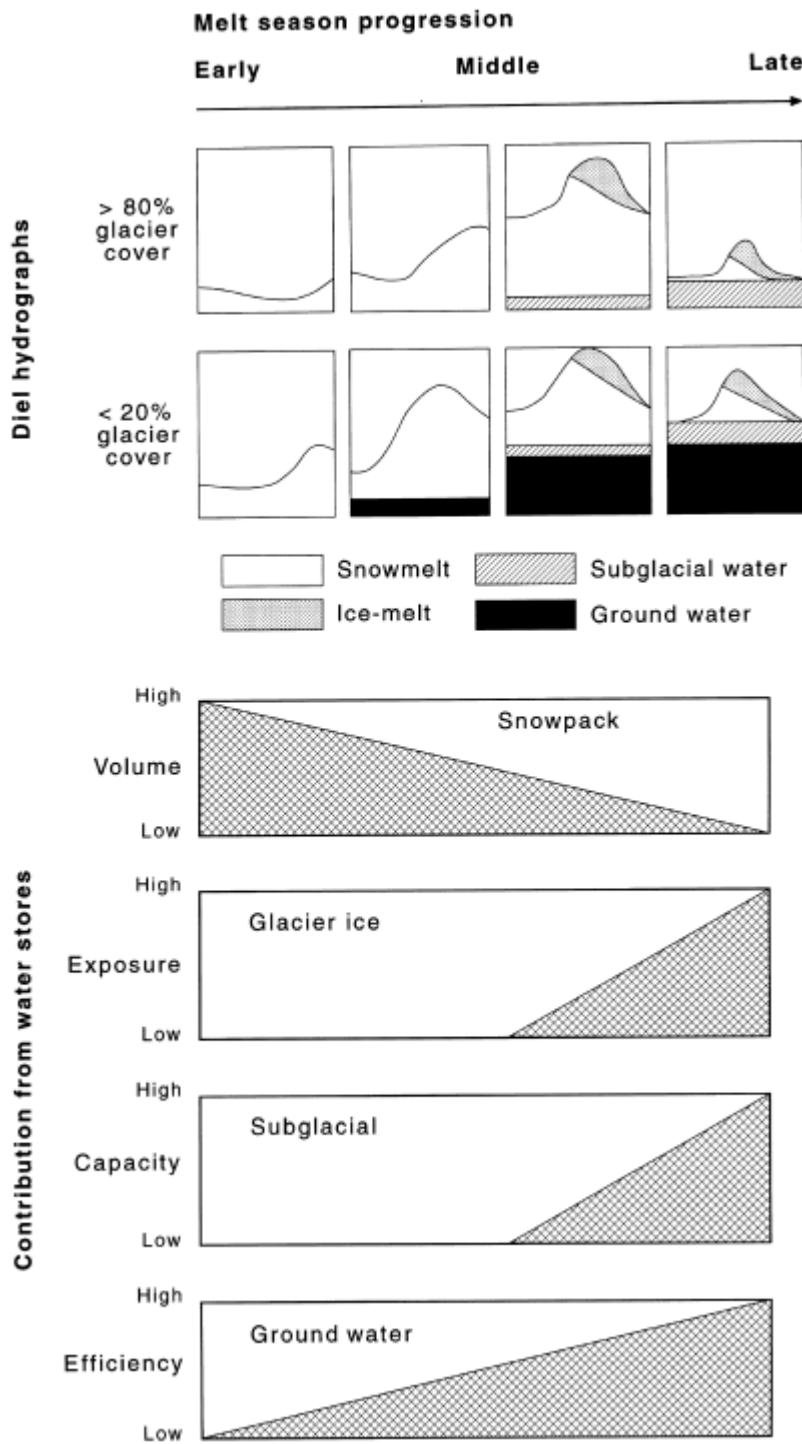 Melt season progression
Early Middle Late
Diel hydrographs
> 80%
glacier
cover
< 20%
glacier
cover
Snowmelt
Subglacial water
Ice-melt
Ground water
Contribution from water stores
High
Snowpack
Volume
Low
High
Glacier ice
Exposure
Low
High
Subglacial
Capacity
Low
High
Ground water
Efficiency
Low